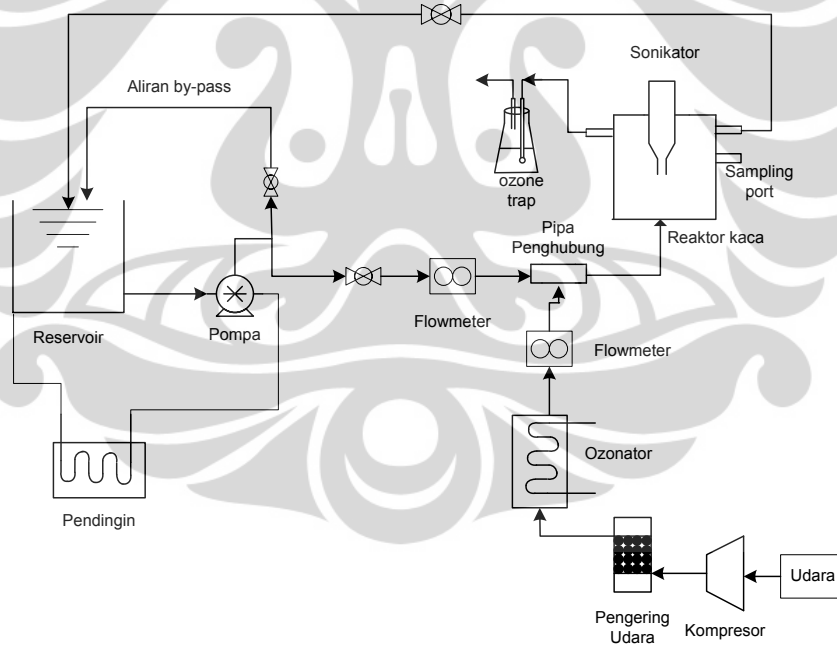 Sonikator
Aliran by-pass
ozone
trap
Sampling
port
Pipa
Penghubung
Reaktor kaca
Reservoir
Pompa
Flowmeter
Flowmeter
Ozonator
Pendingin
Udara
Pengering
Udara
Kompresor